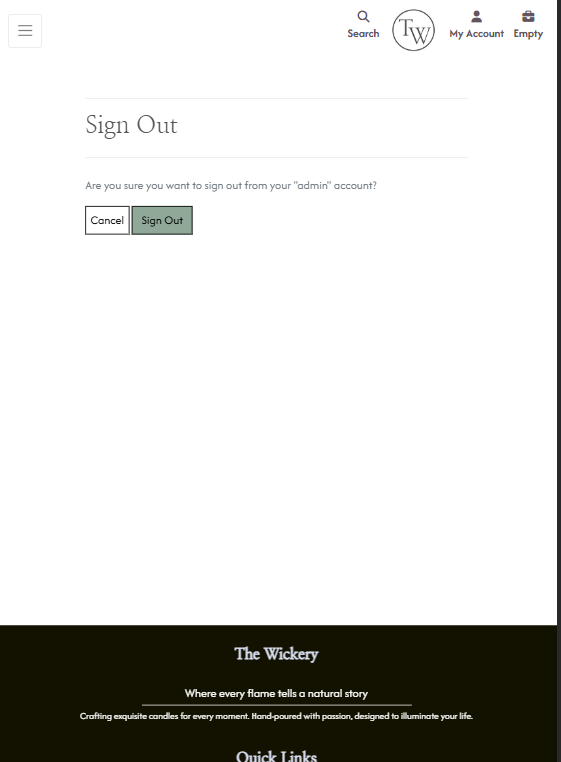 Search
TW
My Account
Empty
Sign Out
Are you sure you want to sign out from your "admin" account?
Cancel
Sign Out
The Wickery
Where every flame tells a natural story
Crafting exquisite candles for every moment. Hand-poured with passion, designed to illuminate your life.
Quick Links